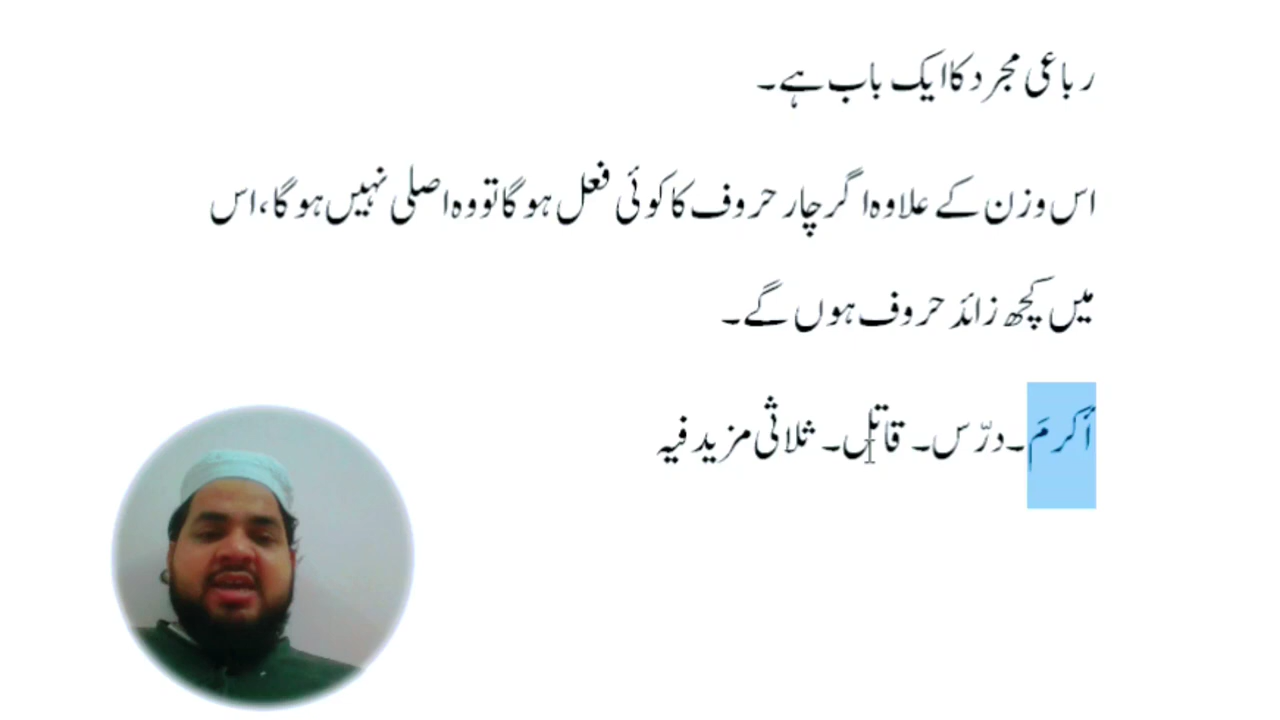 رباعی مجرد کا ایک باب ہے۔
اس وزن کے علاوہ اگر چار حروف کا کوئی فعل ہو گا تو وہ اصلی نہیں ہو گا، اس
میں کچھ زائد حروف ہوں گے۔
أکرمَ۔ درّس۔ قاتل۔ ثلاثی مزید فیہ